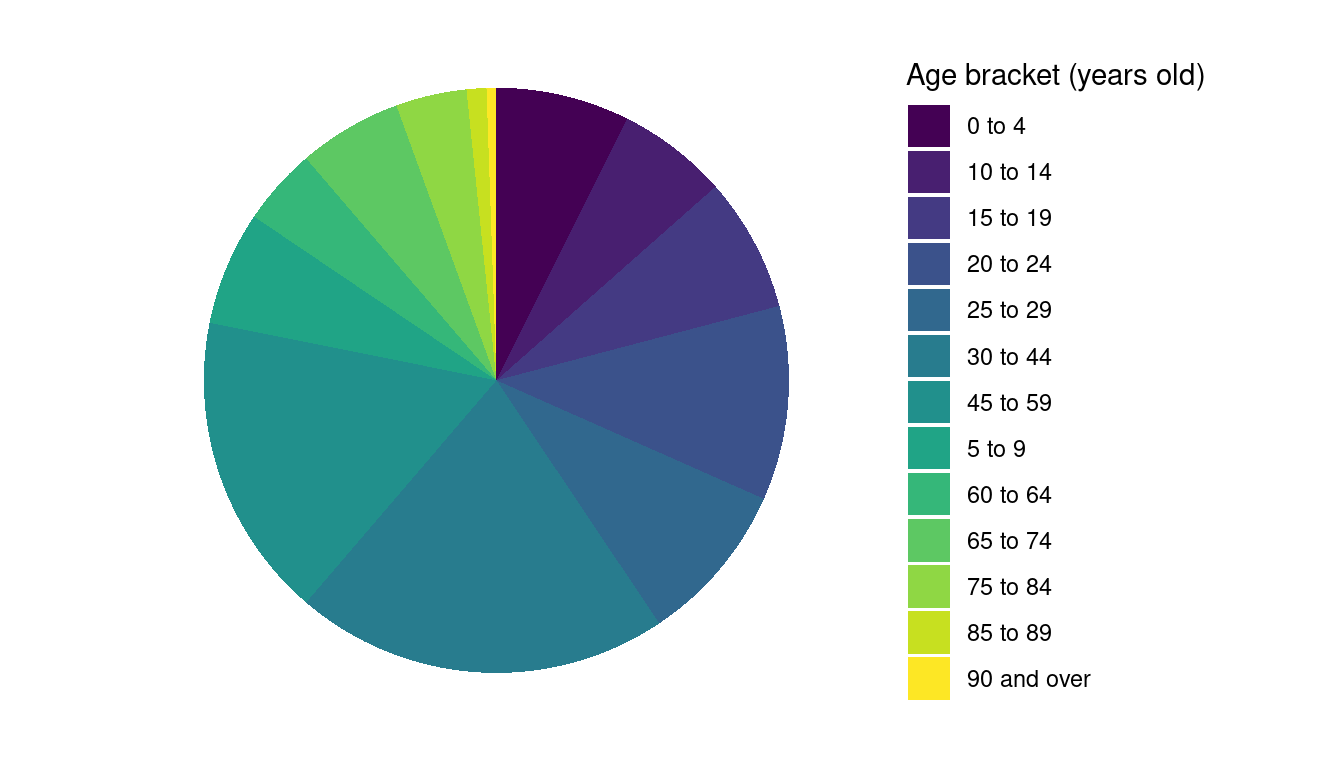 Age bracket (years old)
0 to 4
10 to 14
15 to 19
20 to 24
25 to 29
30 to 44
45 to 59
5 to 9
60 to 64
65 to 74
75 to 84
85 to 89
90 and over